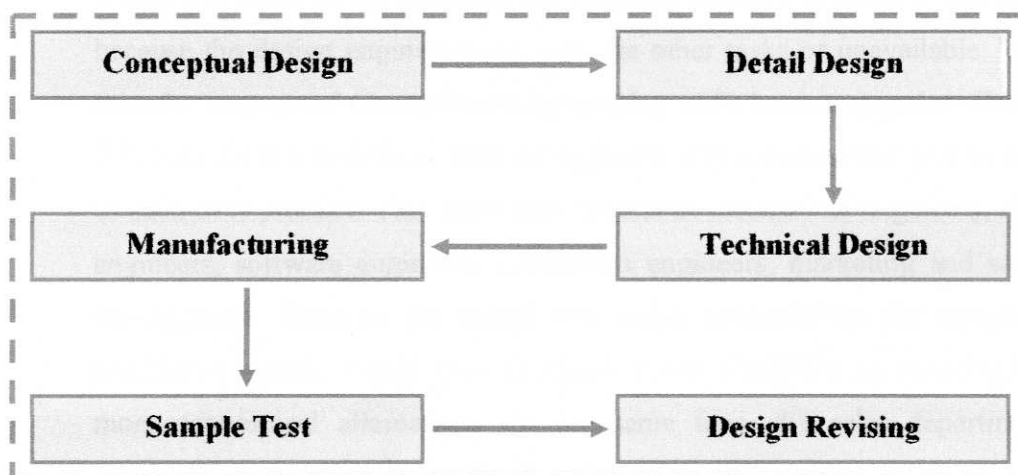 Conceptual Design
Detail Design
Technical Design
Manufacturing
Sample Test
Design Revising